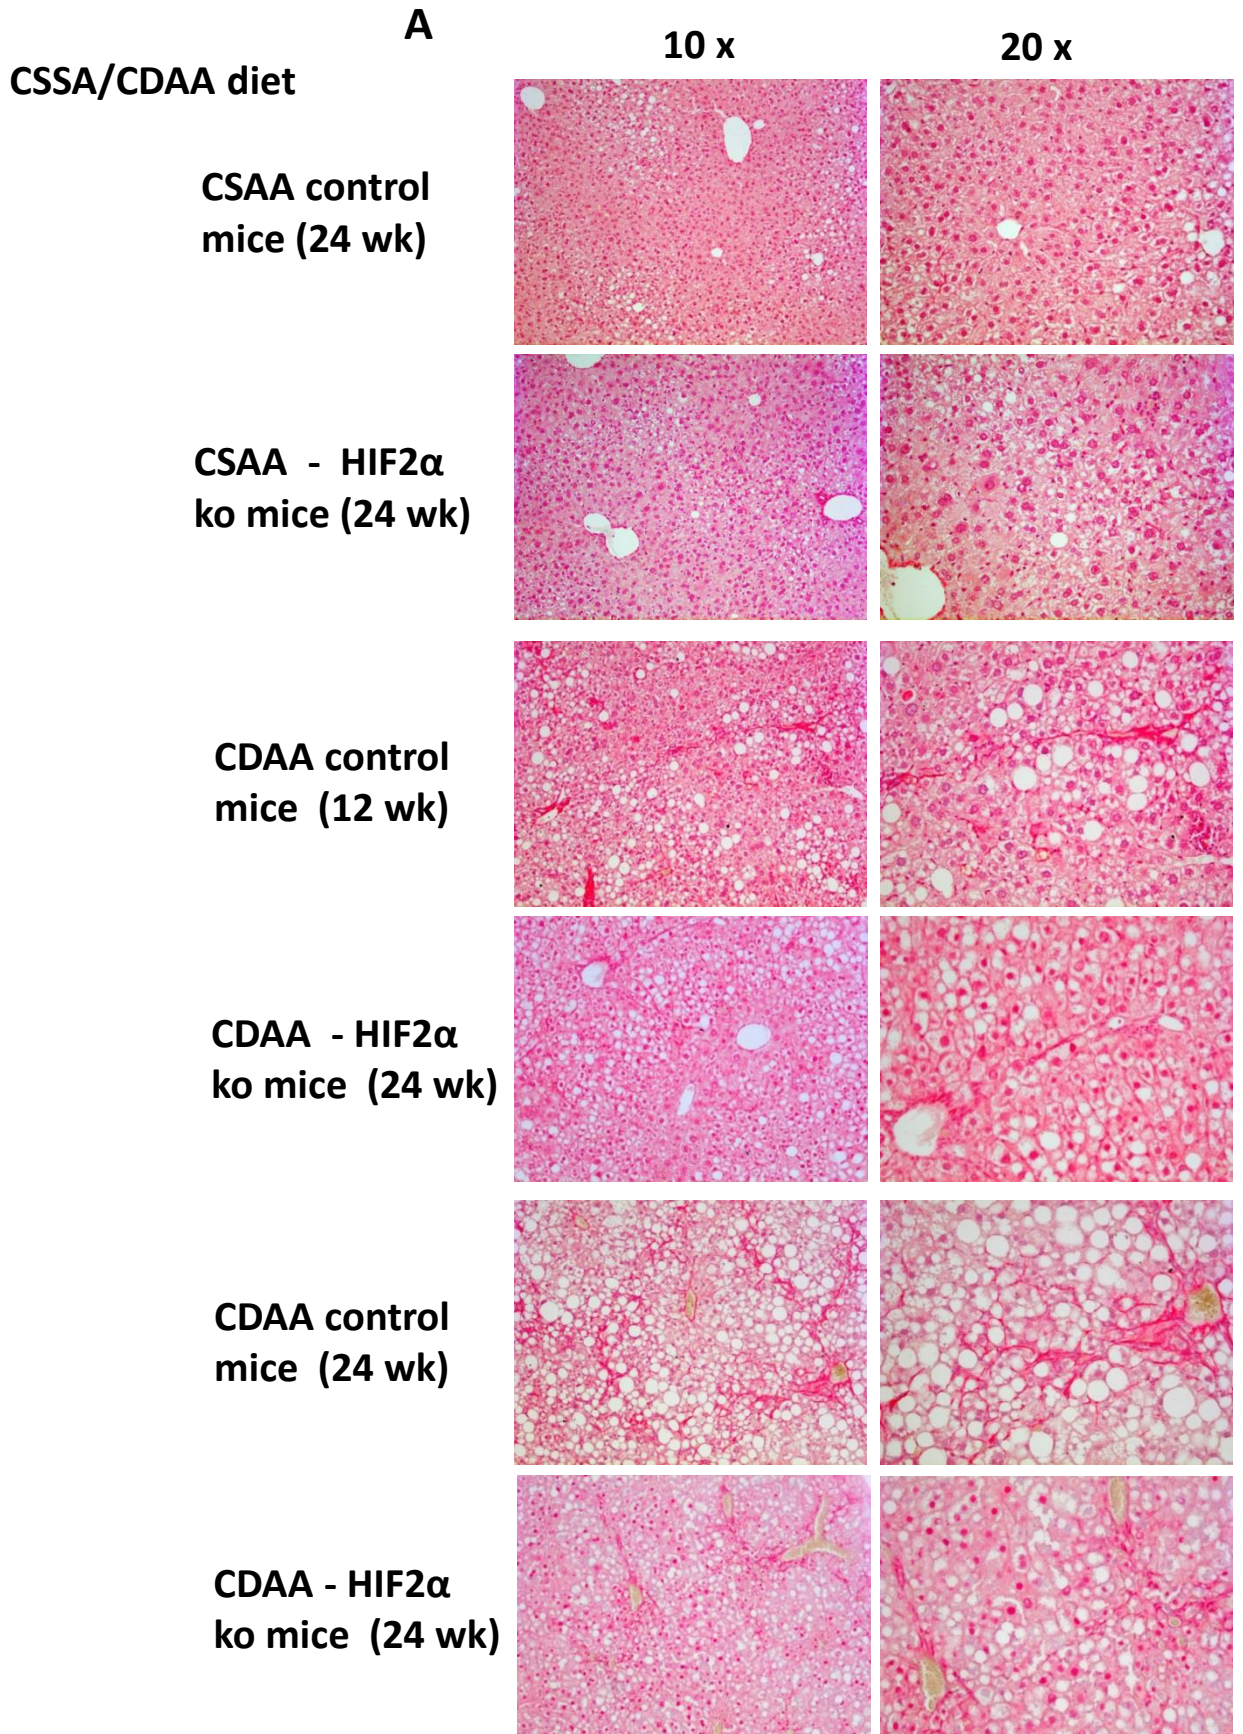 A
10 x
20 x
CSSA/CDAA diet
CSAA control
mice (24 wk)
CSAA - HIF2α
ko mice (24 wk)
CDAA control
mice (12 wk)
CDAA - HIF2α
ko mice (24 wk)
CDAA control
mice (24 wk)
CDAA - HIF2α
ko mice (24 wk)